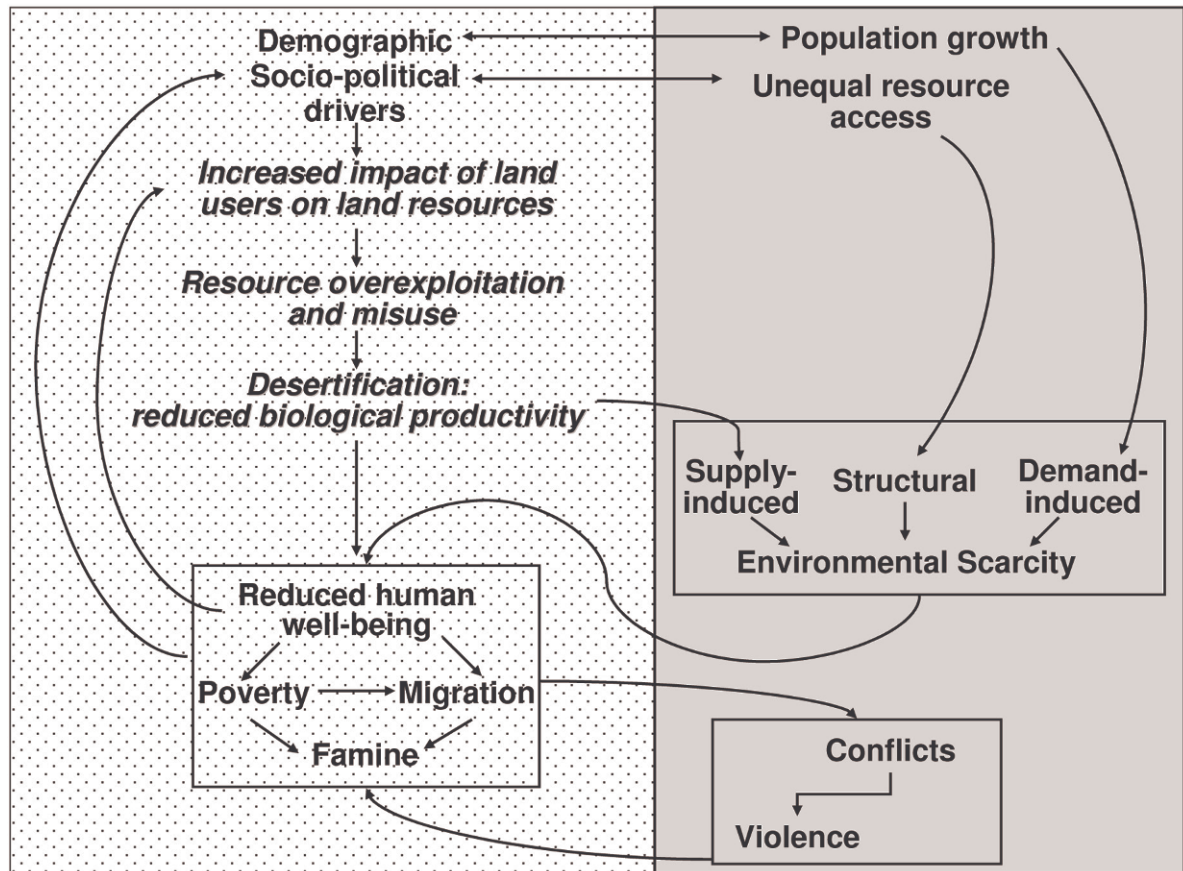 Demographic
Socio-political
drivers
Population growth
Unequal resource
access
Increased impact of land
users on land resources
Resource overexploitation
and misuse
Desertification:
reduced biological productivity
Supply-
induced
Structural
Demand-
induced
Environmental Scarcity
Reduced human
well-being
Poverty
Migration
Famine
Conflicts
Violence